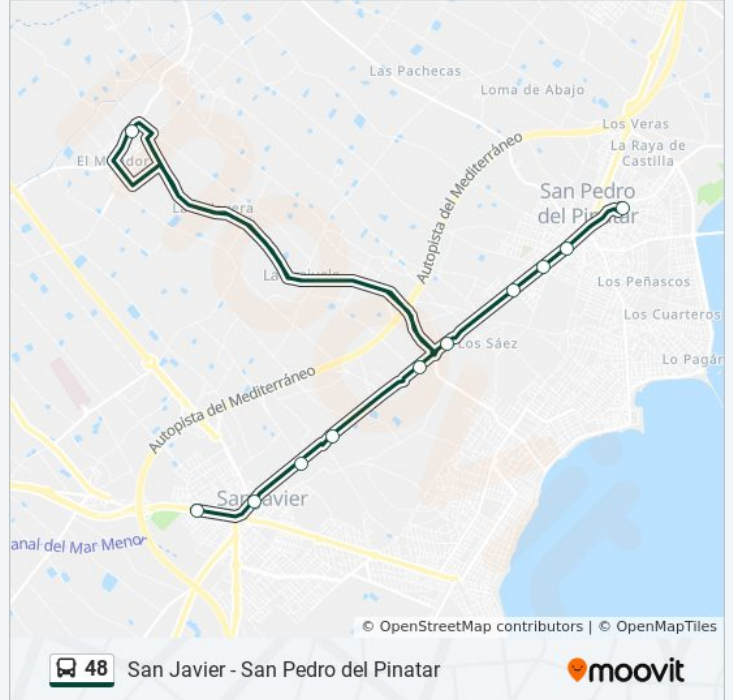 Las Pachecas
Loma de Abajo
Los Veras
La Raya de
Castilla
San Pedro
del Pinatar
El M
dor
Autopista del Mediterráneo
Los Peñascos
Los Cuarteros
Los Sáez
Lo Pagár
Autopista del Mediterráneo
San Javier
anal del Mar Menor
© OpenStreetMap contributors | © OpenMapTiles
48 San Javier - San Pedro del Pinatar
moovit